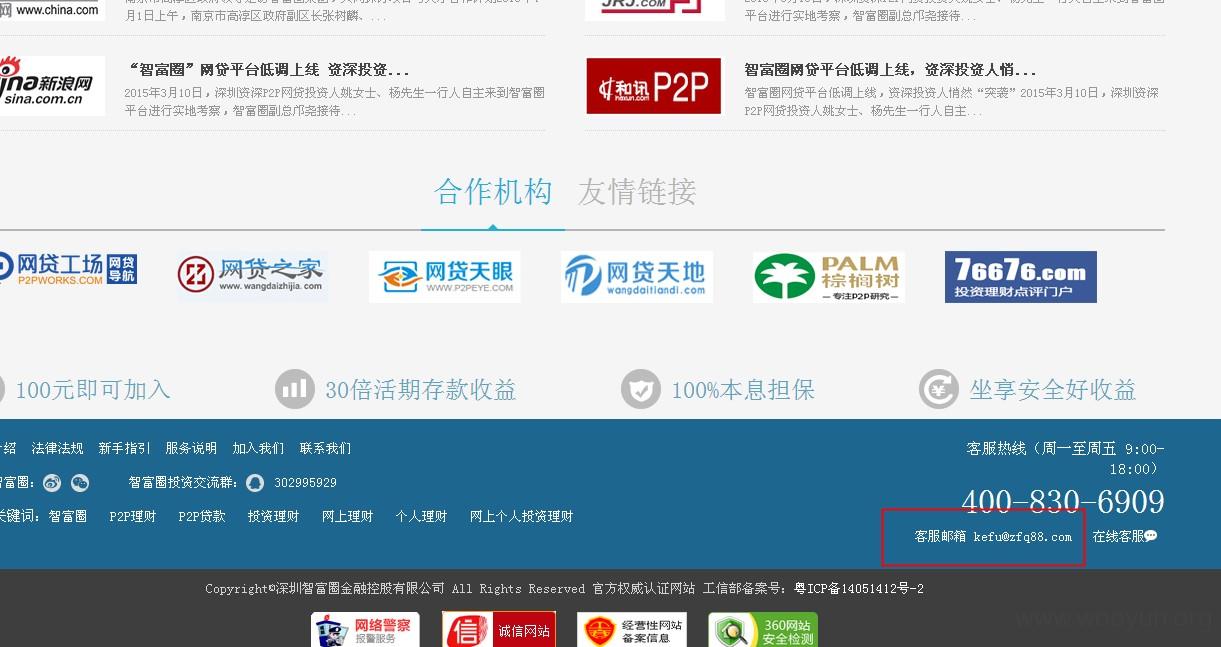 www.china.com
月1日上午，南京市高淳区政府副区长张树麟、...
平台进行实地考察，智富圈副总邝尧接待...
新浪网
sina.com.cn
“智富圈”网贷平台低调上线 资深投资...
2015年3月10日，深圳资深P2P网贷投资人姚女士、杨先生一行人自主来到智富圈
平台进行实地考察，智富圈副总邝尧接待...
和讯 P2P
hexun.com
智富圈网贷平台低调上线，资深投资人悄...
智富圈网贷平台低调上线，资深投资人悄然“突袭”2015年3月10日，深圳资深
P2P网贷投资人姚女士、杨先生一行人自主...
合作机构 友情链接
网贷工场 网贷导航
P2PWORKS.COM
网贷之家
www.wangdaizhijia.com
网贷天眼
WWW.P2PEYE.COM
网贷天地
wangdaitiandi.com
PALM
棕榈树
—专注P2P研究—
76676.com
投资理财点评门户
100元即可加入 30倍活期存款收益 100%本息担保 坐享安全好收益
绍 法律法规 新手指引 服务说明 加入我们 联系我们
智富圈： 智富圈投资交流群： 302995929
关键词： 智富圈 P2P理财 P2P贷款 投资理财 网上理财 个人理财 网上个人投资理财
客服热线（周一至周五 9:00-
18:00）
400-830-6909
客服邮箱 kefu@zfq88.com 在线客服
Copyright©深圳智富圈金融控股有限公司 All Rights Reserved 官方权威认证网站 工信部备案号：粤ICP备14051412号-2
网络警察
报警服务
信 诚信网站
经营性网站
备案信息
360网站
安全检测
www.wooyun.org